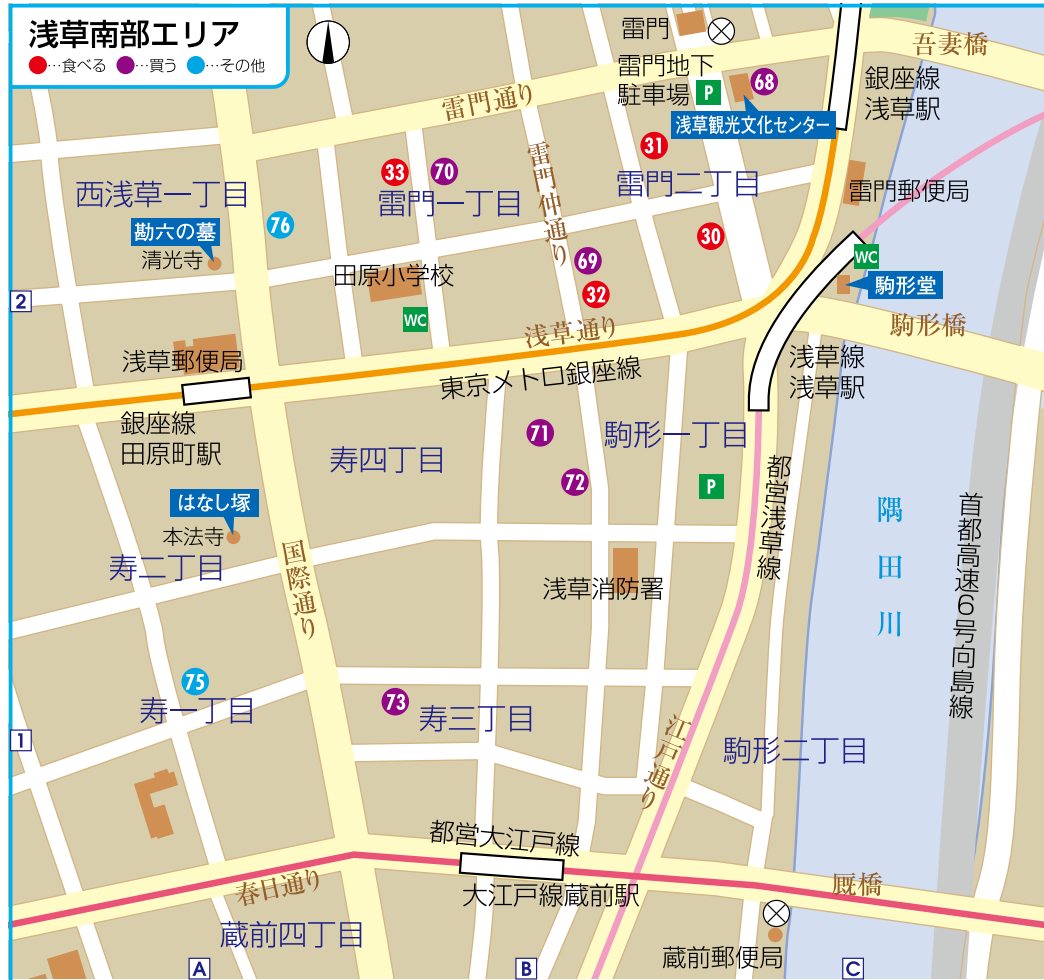 浅草南部エリア
●…食べる ●…買う ●…その他
雷門
吾妻橋
雷門地下
駐車場
P
68
銀座線
浅草駅
浅草観光文化センター
雷門通り
雷門仲通り
31
33
70
雷門一丁目
雷門二丁目
雷門郵便局
西浅草一丁目
76
勘六の墓
清光寺
30
69
32
田原小学校
WC
WC
駒形堂
2
浅草通り
駒形橋
浅草郵便局
東京メトロ銀座線
浅草線
浅草駅
銀座線
田原町駅
寿四丁目
71
駒形一丁目
72
P
都営浅草線
はなし塚
本法寺
寿二丁目
国際通り
浅草消防署
隅田川
首都高速6号向島線
75
寿一丁目
73
寿三丁目
江戸通り
駒形二丁目
1
都営大江戸線
春日通り
大江戸線蔵前駅
厩橋
蔵前四丁目
蔵前郵便局
A
B
C